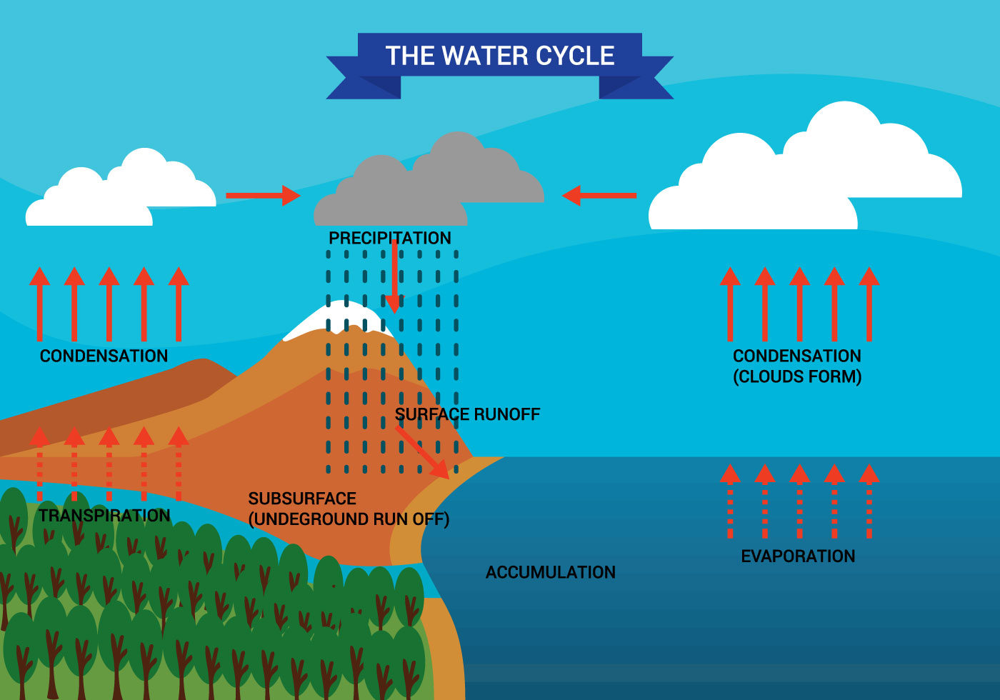 THE WATER CYCLE
PRECIPITATION
CONDENSATION
CONDENSATION
(CLOUDS FORM)
SURFACE RUNOFF
SUBSURFACE
(UNDEGROUND RUN OFF)
TRANSPIRATION
EVAPORATION
ACCUMULATION